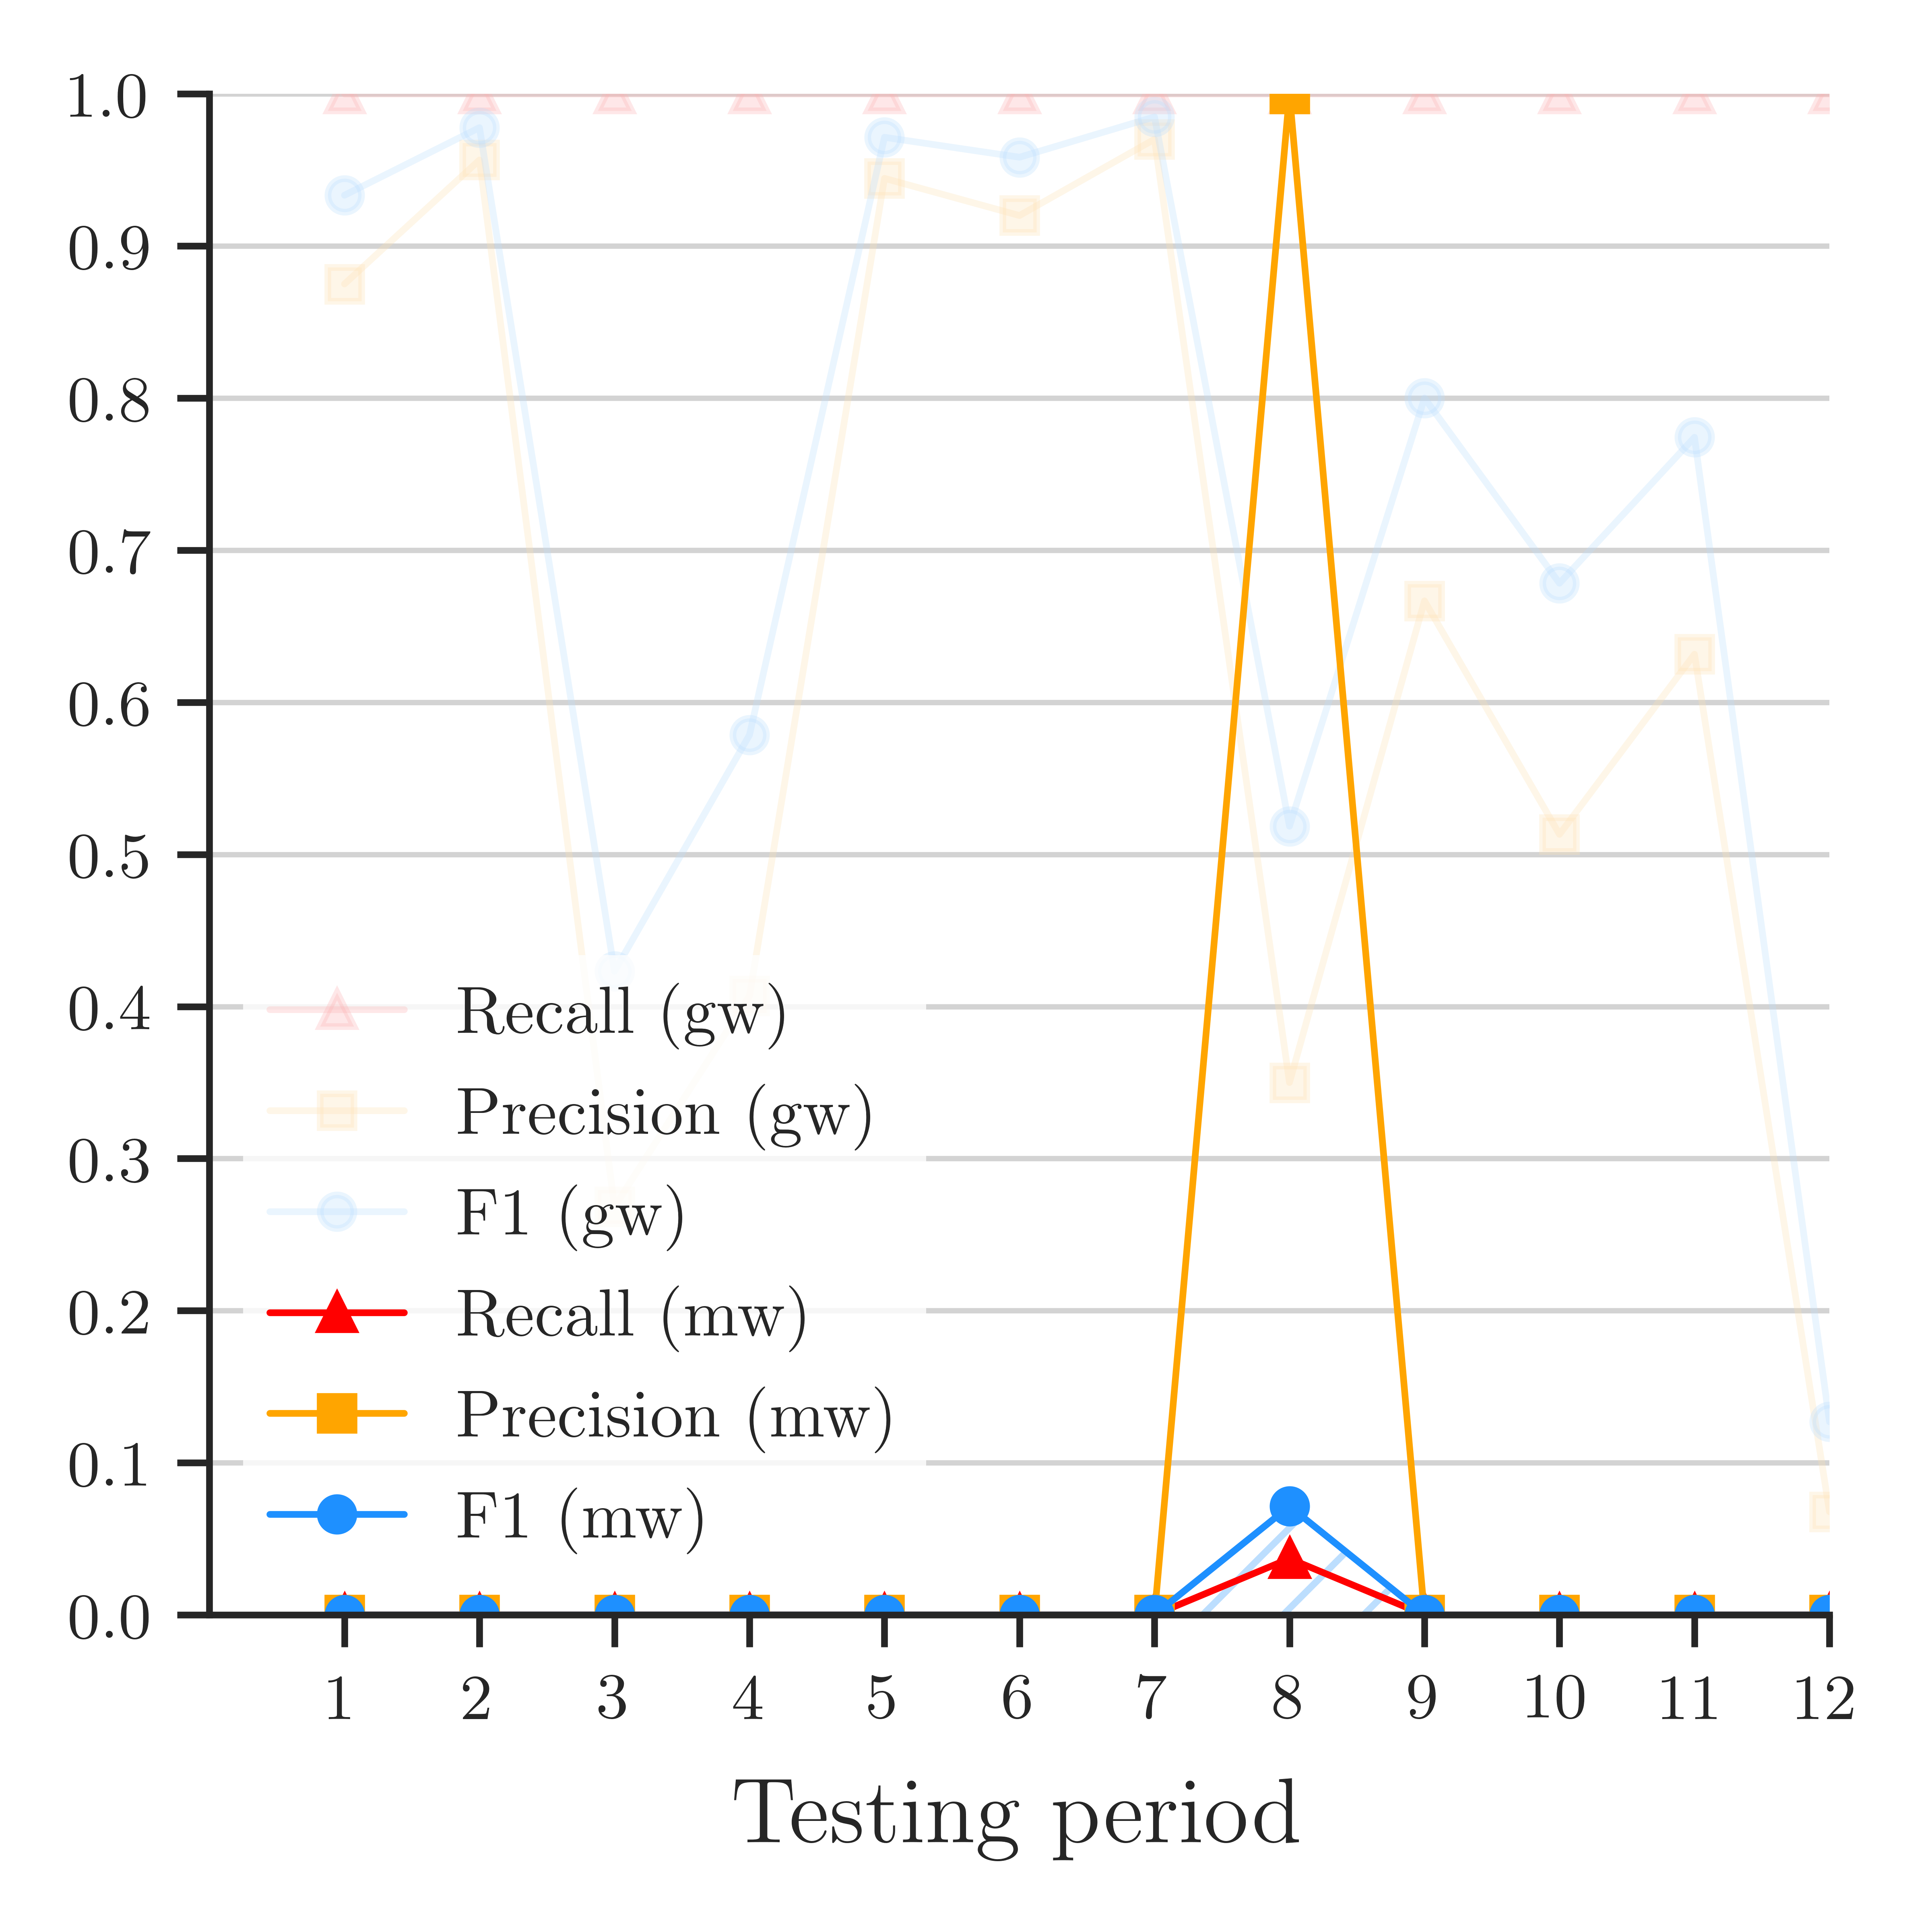 1.0
0.9
0.8
0.7
0.6
0.5
0.4
0.3
0.2
0.1
0.0
Recall (gw)
Precision (gw)
F1 (gw)
Recall (mw)
Precision (mw)
F1 (mw)
1 2 3 4 5 6 7 8 9 10 11 12
Testing period